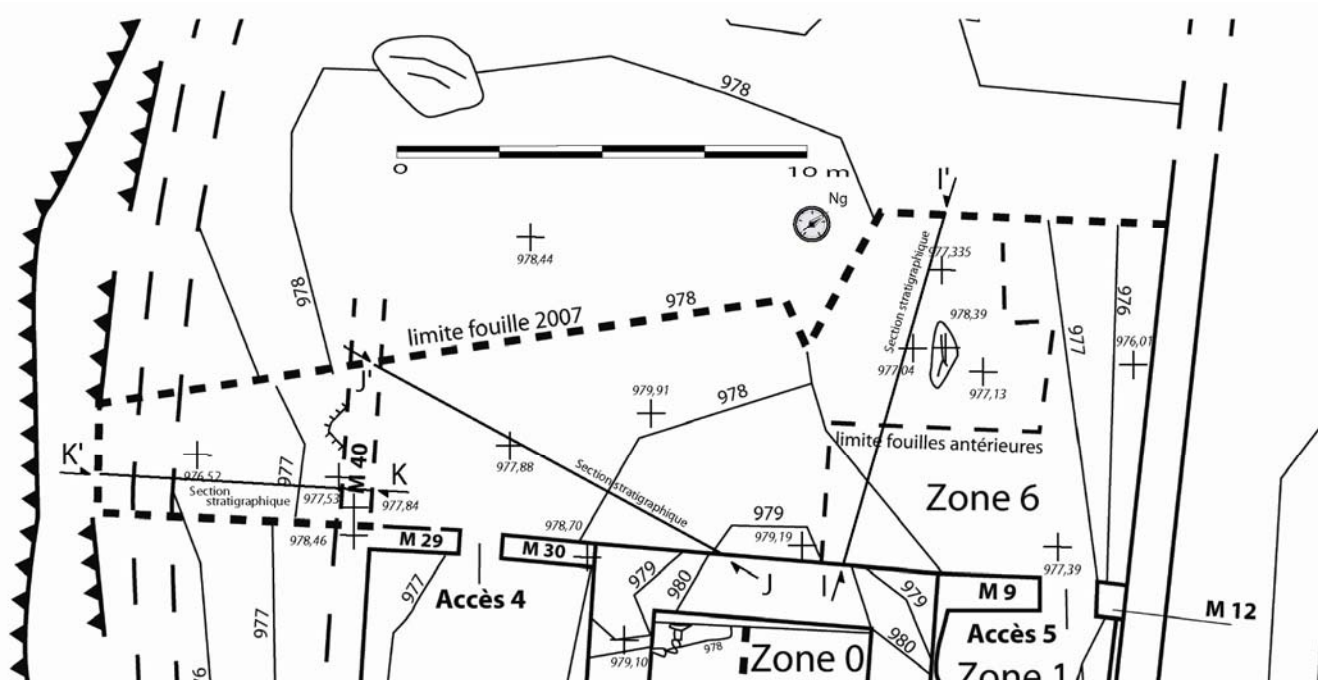 978
0
10 m
Ng
I'
978,44
Section stratigraphique
977,335
976
978
978
limite fouille 2007
978,39
977
976,01
977,04
977,13
J'
979,91
978
limite fouilles antérieures
K'
976,52
977
M 40
K
977,88
Section
stratigraphique
977,53
977,84
Section stratigraphique
Zone 6
978,46
M 29
978,70
M 30
979
979,19
977,39
977
977
Accès 4
979
980
J
I
979
980
M 9
M 12
Accès 5
979,10
978
Zone 0
Zone 1